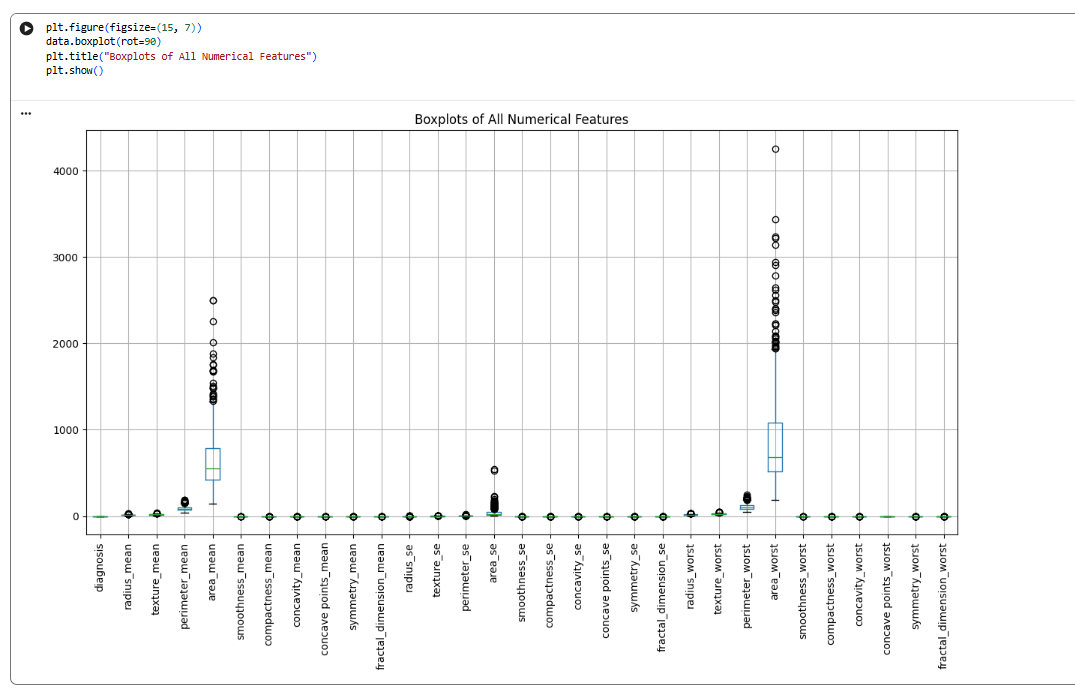 plt.figure(figsize=(15, 7))
data.boxplot(rot=90)
plt.title("Boxplots of All Numerical Features")
plt.show()
...
Boxplots of All Numerical Features
4000
3000
2000
1000
0
diagnosis
radius_mean
texture_mean
perimeter_mean
area_mean
smoothness_mean
compactness_mean
concavity_mean
concave points_mean
symmetry_mean
fractal_dimension_mean
radius_se
texture_se
perimeter_se
area_se
smoothness_se
compactness_se
concavity_se
concave points_se
symmetry_se
fractal_dimension_se
radius_worst
texture_worst
perimeter_worst
area_worst
smoothness_worst
compactness_worst
concavity_worst
concave points_worst
symmetry_worst
fractal_dimension_worst